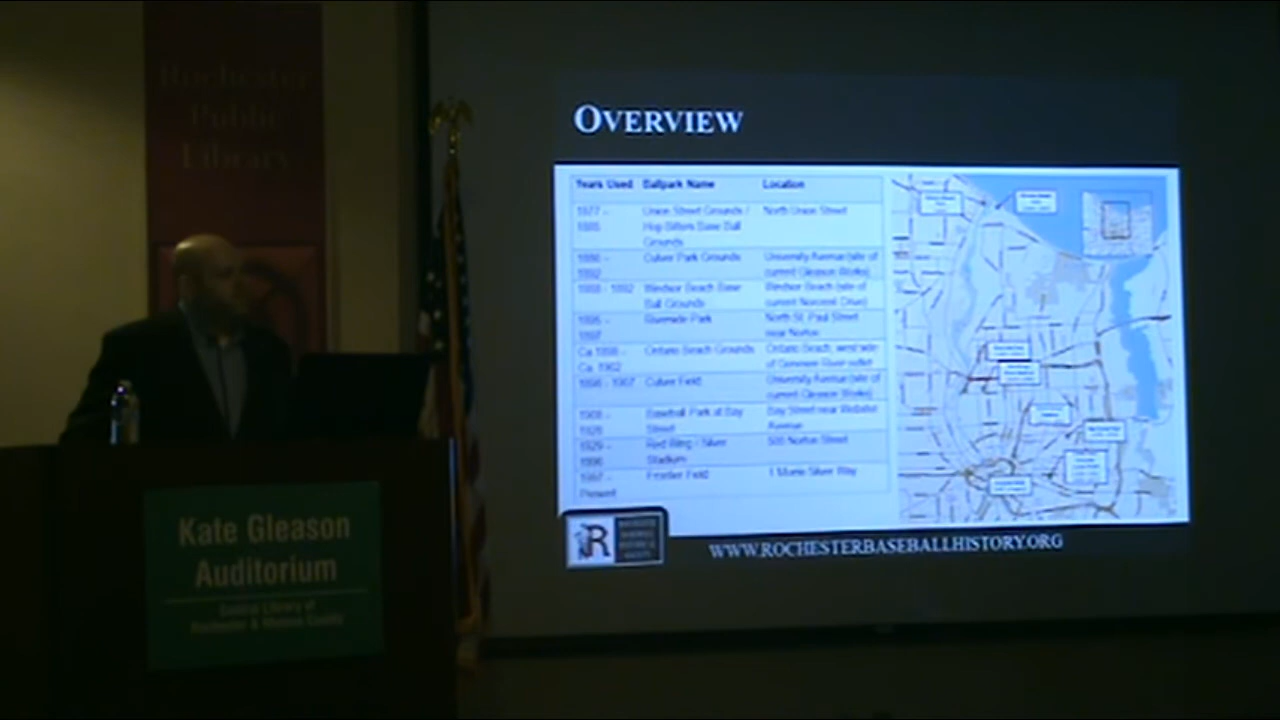 Rochester
Public
Library
OVERVIEW
Years Used Ballpark Name Location
1877 – Union Street Grounds / North Union Street
1885 Hop Bitters Base Ball
Grounds
1886 – Culver Park Grounds University Avenue (site of
1892 current Gleason Works)
1888 - 1892 Windsor Beach Base Windsor Beach (site of
Ball Grounds current Norcrest Drive)
1895 – Riverside Park North St. Paul Street
1897 near Norton
Ca 1898 – Ontario Beach Grounds Ontario Beach, west side
Ca. 1902 of Genesee River outlet
1898 - 1907 Culver Field University Avenue (site of
current Gleason Works)
1908 – Baseball Park at Bay Bay Street near Webster
1928 Street Avenue
1929 – Red Wing / Silver 500 Norton Street
1996 Stadium
1997 – Frontier Field 1 Morrie Silver Way
Present
R
WWW.ROCHESTERBASEBALLHISTORY.ORG
Kate Gleason
Auditorium
Central Library of
Rochester & Monroe County